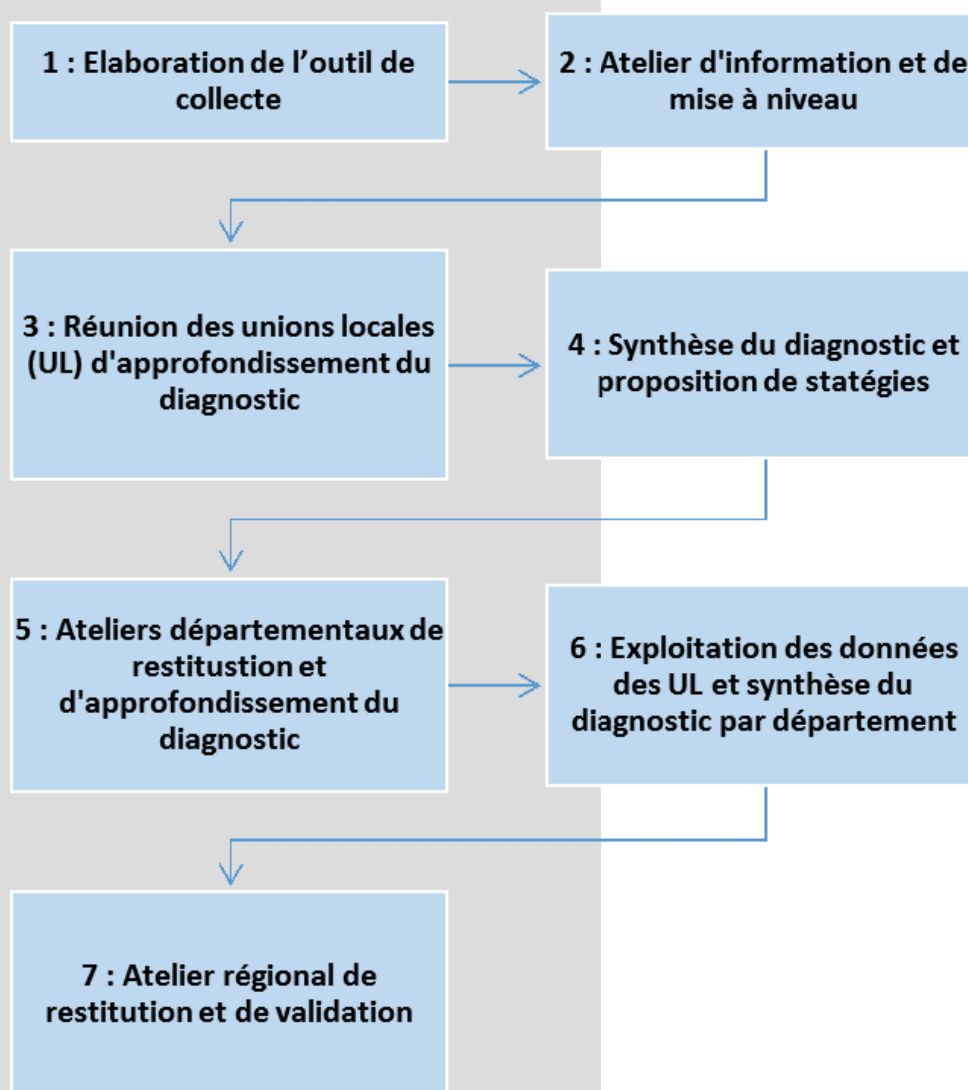 1 : Elaboration de l’outil de
collecte
2 : Atelier d'information et de
mise à niveau
3 : Réunion des unions locales
(UL) d'approfondissement du
diagnostic
4 : Synthèse du diagnostic et
proposition de statégies
5 : Ateliers départementaux de
restitustion et
d'approfondissement du
diagnostic
6 : Exploitation des données
des UL et synthèse du
diagnostic par département
7 : Atelier régional de
restitution et de validation